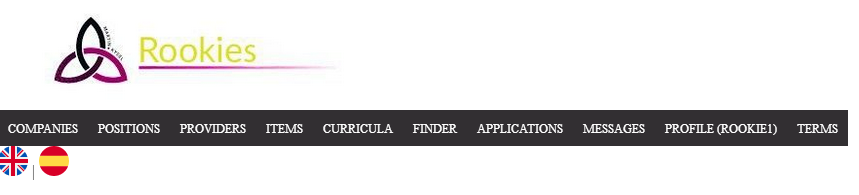 Rookies
COMPANIES POSITIONS PROVIDERS ITEMS CURRICULA FINDER APPLICATIONS MESSAGES PROFILE (ROOKIE1) TERMS
|